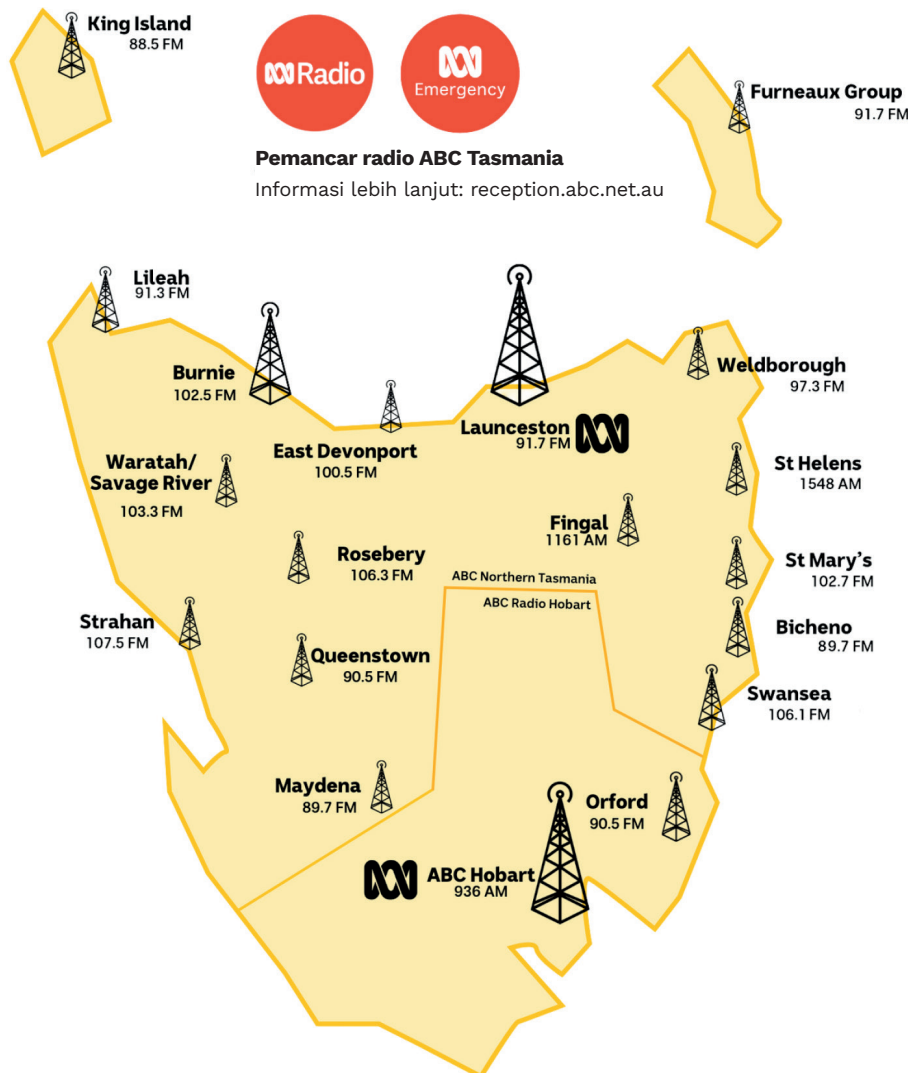 King Island
88.5 FM
ABC Radio
ABC
Emergency
Furneaux Group
91.7 FM
Pemancar radio ABC Tasmania
Informasi lebih lanjut: reception.abc.net.au
Lileah
91.3 FM
Burnie
102.5 FM
East Devonport
100.5 FM
Launceston
91.7 FM
Weldborough
97.3 FM
Waratah/
Savage River
103.3 FM
St Helens
1548 AM
Fingal
1161 AM
Rosebery
106.3 FM
ABC Northern Tasmania
ABC Radio Hobart
St Mary’s
102.7 FM
Strahan
107.5 FM
Bicheno
89.7 FM
Queenstown
90.5 FM
Swansea
106.1 FM
Maydena
89.7 FM
Orford
90.5 FM
ABC Hobart
936 AM